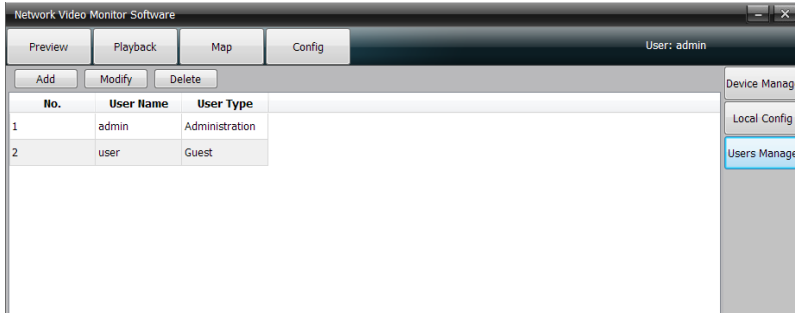 Network Video Monitor Software
Preview Playback Map Config User: admin
Add Modify Delete
Device Manag
No. User Name User Type
1 admin Administration
Local Config
2 user Guest
Users Manage